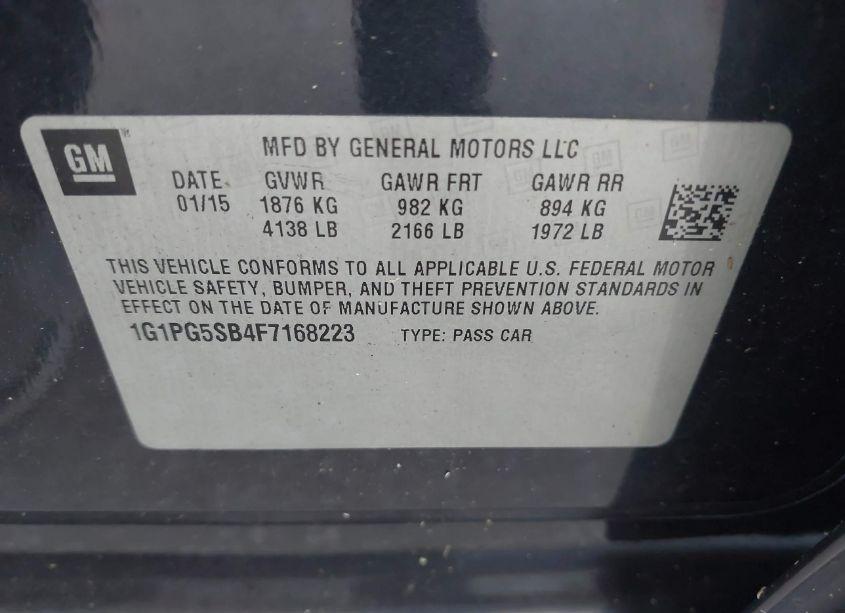 GM
MFD BY GENERAL MOTORS LLC
DATE GVWR GAWR FRT GAWR RR
01/15 1876 KG 982 KG 894 KG
4138 LB 2166 LB 1972 LB
THIS VEHICLE CONFORMS TO ALL APPLICABLE U.S. FEDERAL MOTOR
VEHICLE SAFETY, BUMPER, AND THEFT PREVENTION STANDARDS IN
EFFECT ON THE DATE OF MANUFACTURE SHOWN ABOVE.
1G1PG5SB4F7168223 TYPE: PASS CAR